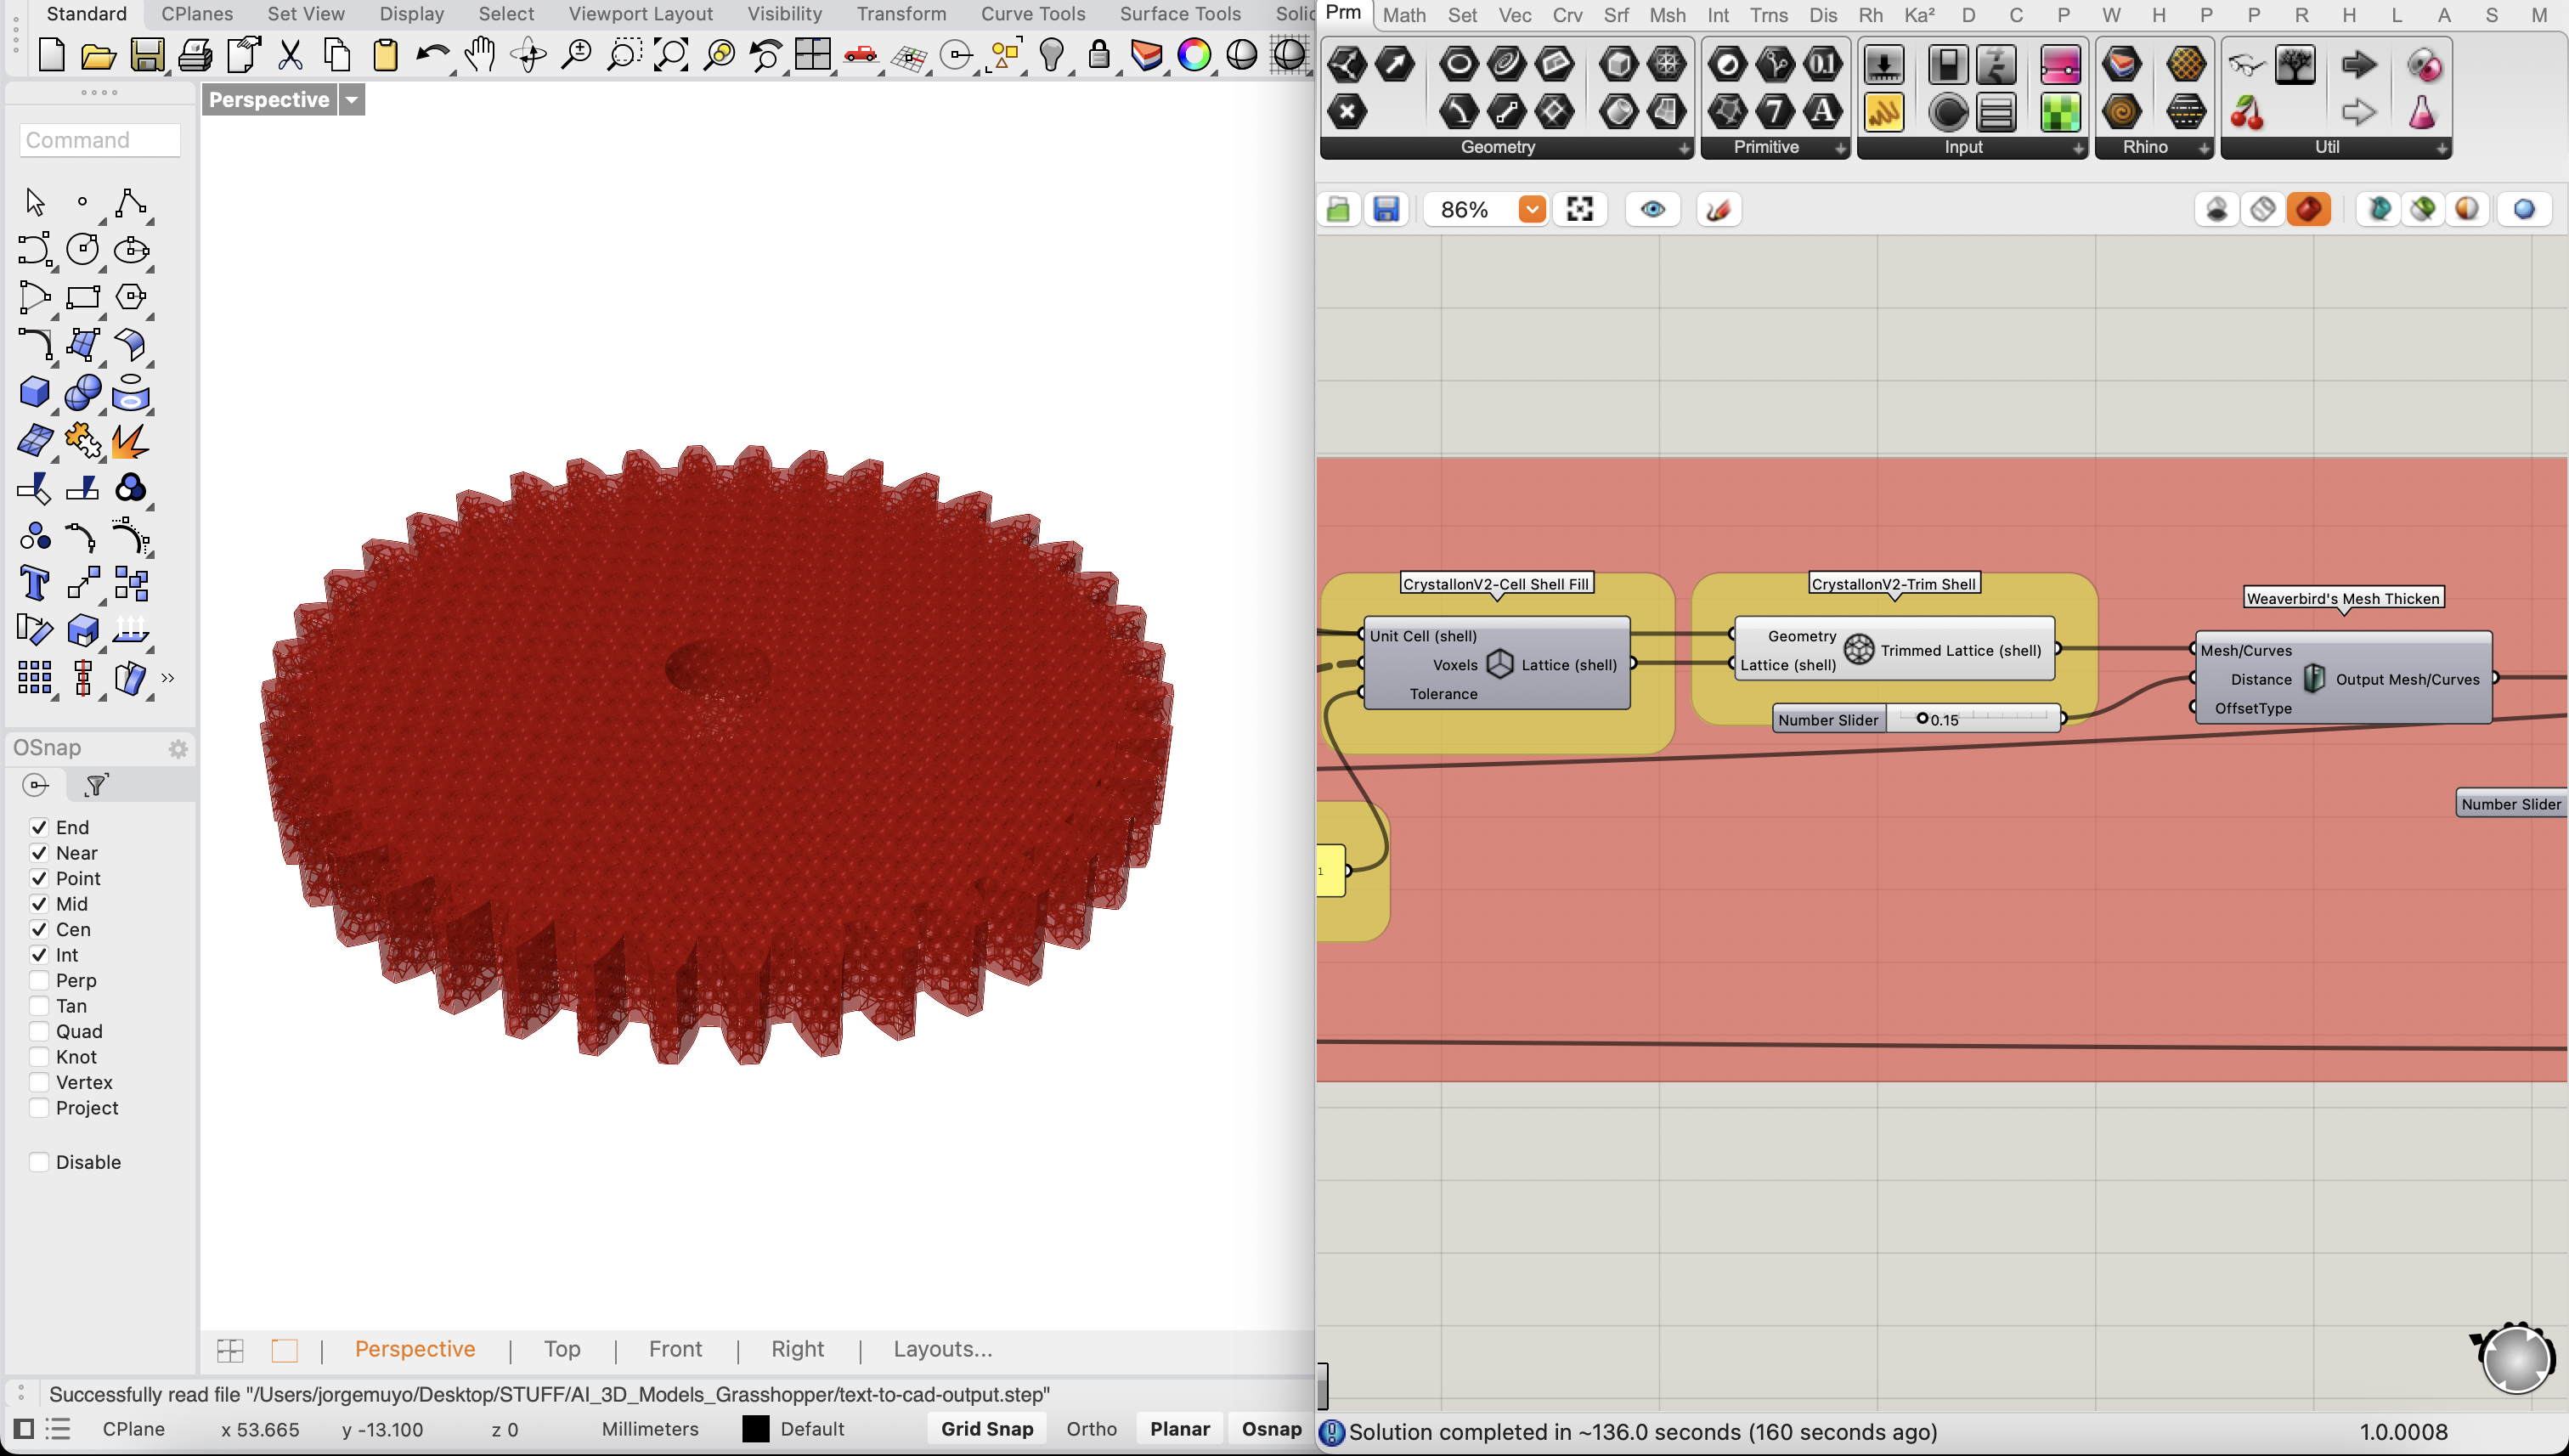 Standard CPlanes Set View Display Select Viewport Layout Visibility Transform Curve Tools Surface Tools Solid
Perspective
Command
OSnap
End
Near
Point
Mid
Cen
Int
Perp
Tan
Quad
Knot
Vertex
Project
Disable
Perspective | Top | Front | Right | Layouts...
Successfully read file "/Users/jorgemuyo/Desktop/STUFF/AI_3D_Models_Grasshopper/text-to-cad-output.step"
CPlane x 53.665 y -13.100 z 0 Millimeters Default Grid Snap Ortho Planar Osnap
Prm Math Set Vec Crv Srf Msh Int Trns Dis Rh Ka² D C P W H P P R H L A S M
Geometry Primitive Input Rhino Util
86%
CrystallonV2-Cell Shell Fill
Unit Cell (shell)
Voxels
Tolerance
Lattice (shell)
CrystallonV2-Trim Shell
Geometry
Lattice (shell)
Trimmed Lattice (shell)
Number Slider 0.15
Weaverbird's Mesh Thicken
Mesh/Curves
Distance
OffsetType
Output Mesh/Curves
Number Slider
1
Solution completed in ~136.0 seconds (160 seconds ago)
1.0.0008